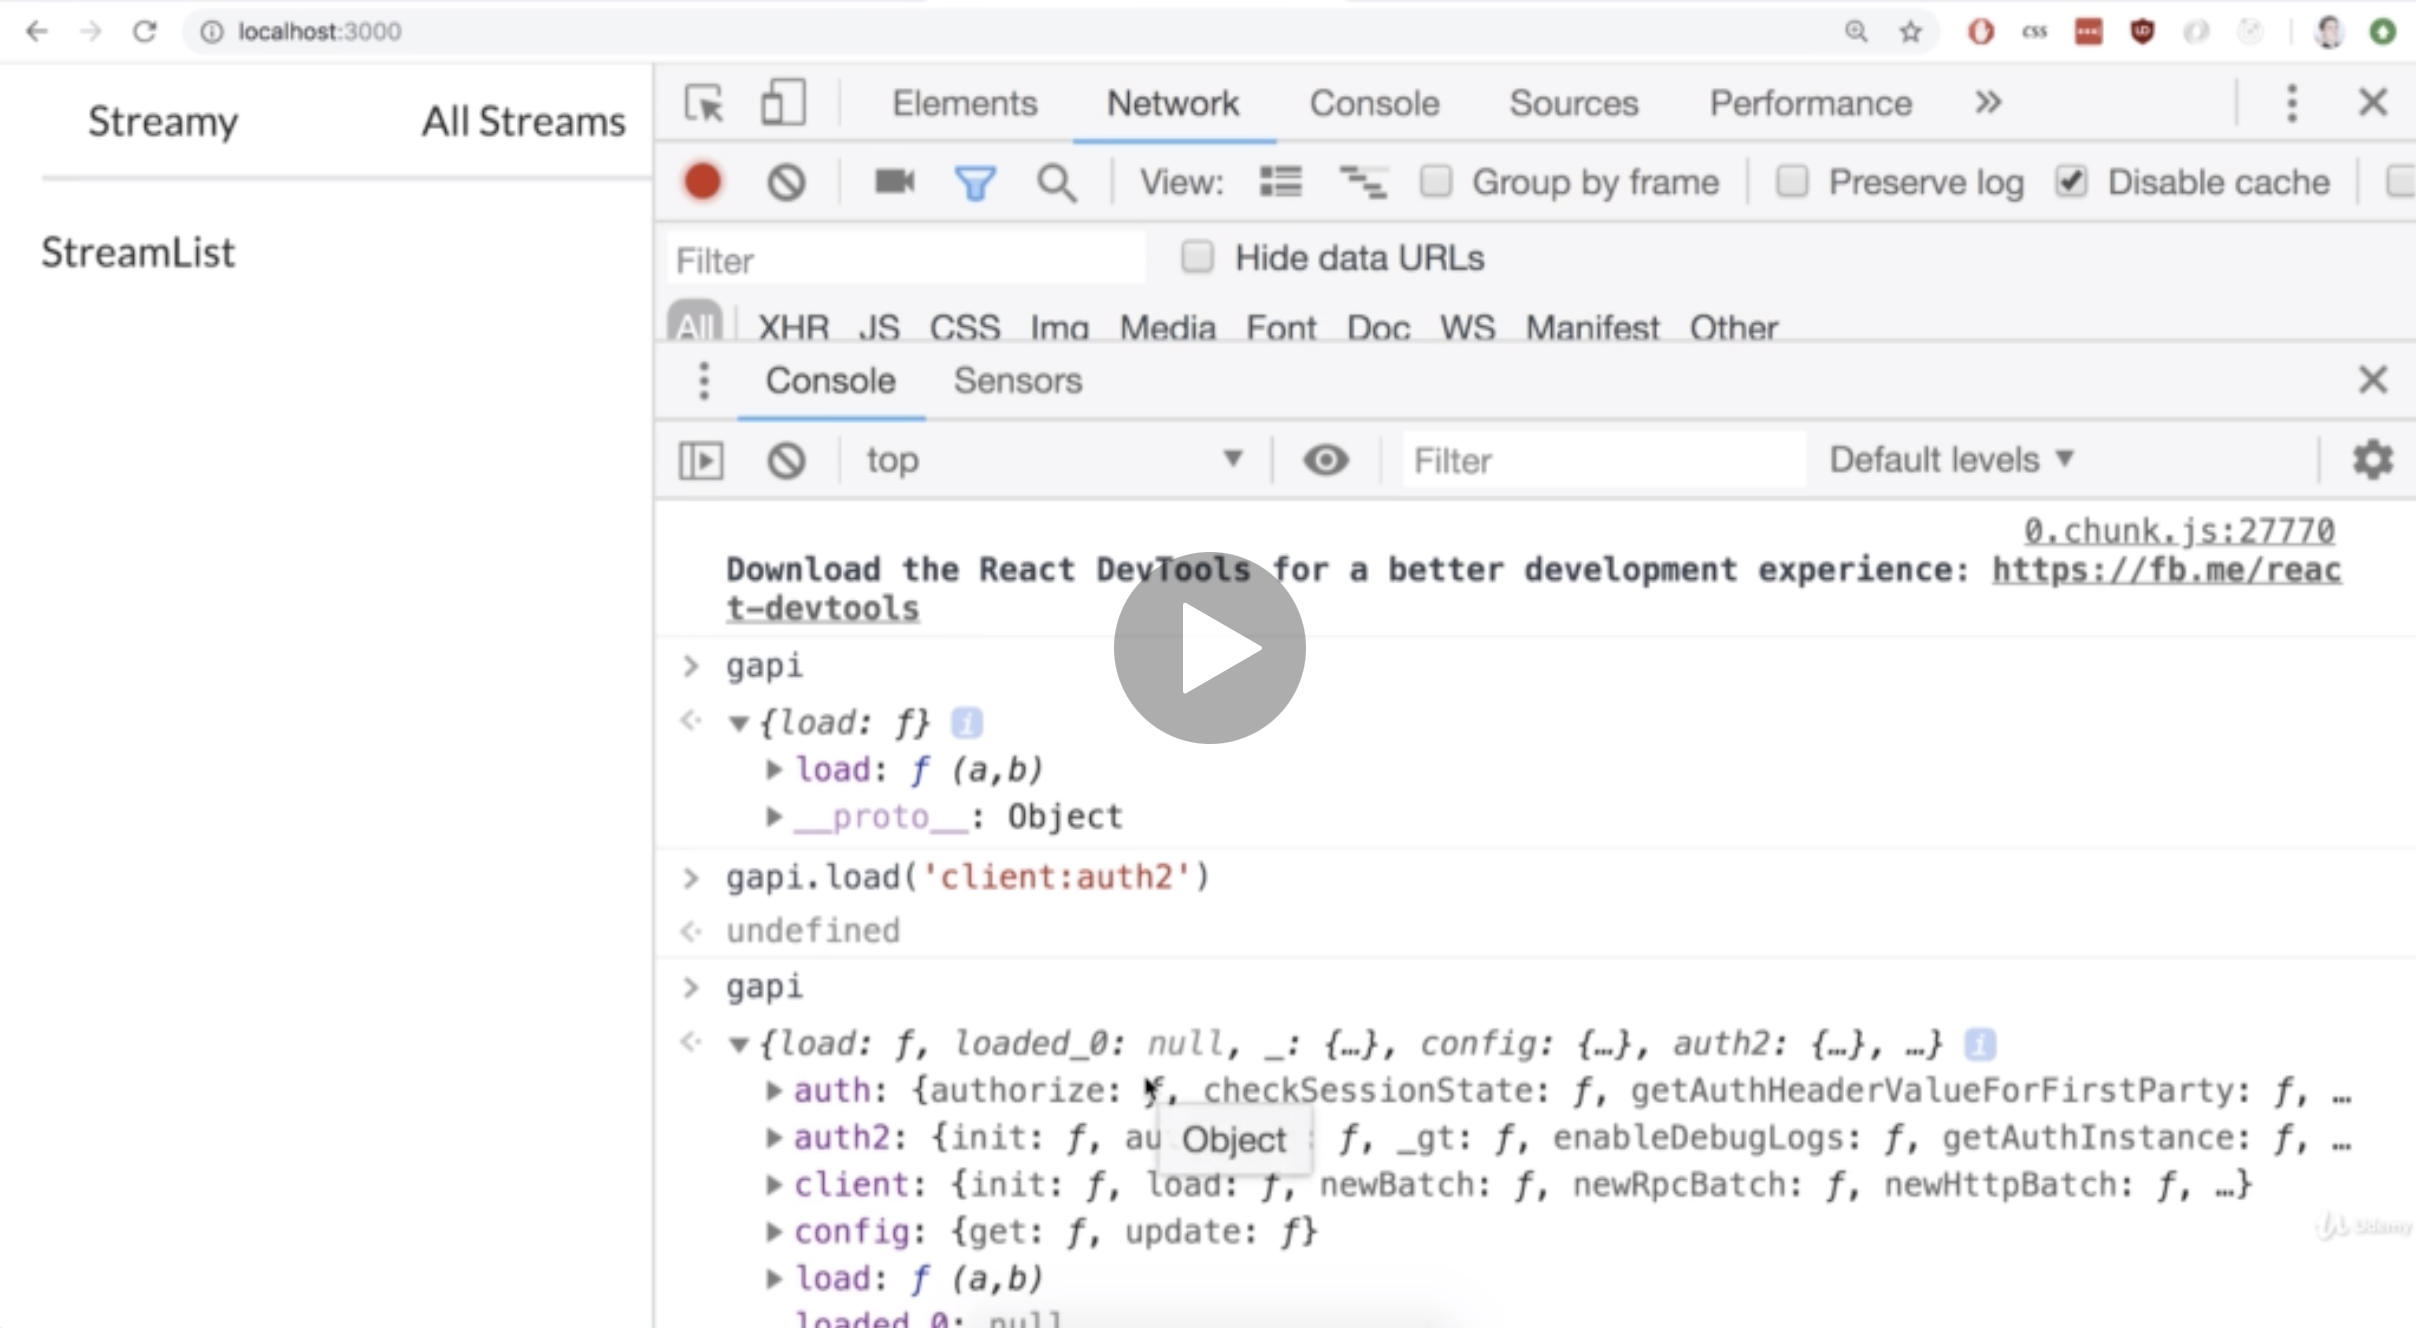 localhost:3000
css
Streamy All Streams
StreamList
Elements Network Console Sources Performance »
View: Group by frame Preserve log Disable cache
Filter Hide data URLs
All XHR JS CSS Img Media Font Doc WS Manifest Other
Console Sensors
top Filter Default levels
0.chunk.js:27770
Download the React DevTools for a better development experience: https://fb.me/reac
t-devtools
> gapi
{load: f}
load: f (a,b)
__proto__: Object
> gapi.load('client:auth2')
undefined
> gapi
{load: f, loaded_0: null, _: {…}, config: {…}, auth2: {…}, …}
auth: {authorize: f, checkSessionState: f, getAuthHeaderValueForFirstParty: f, …
auth2: {init: f, au Object f, _gt: f, enableDebugLogs: f, getAuthInstance: f, …
client: {init: f, load: f, newBatch: f, newRpcBatch: f, newHttpBatch: f, …}
config: {get: f, update: f}
load: f (a,b)
loaded_0: null
Udemy